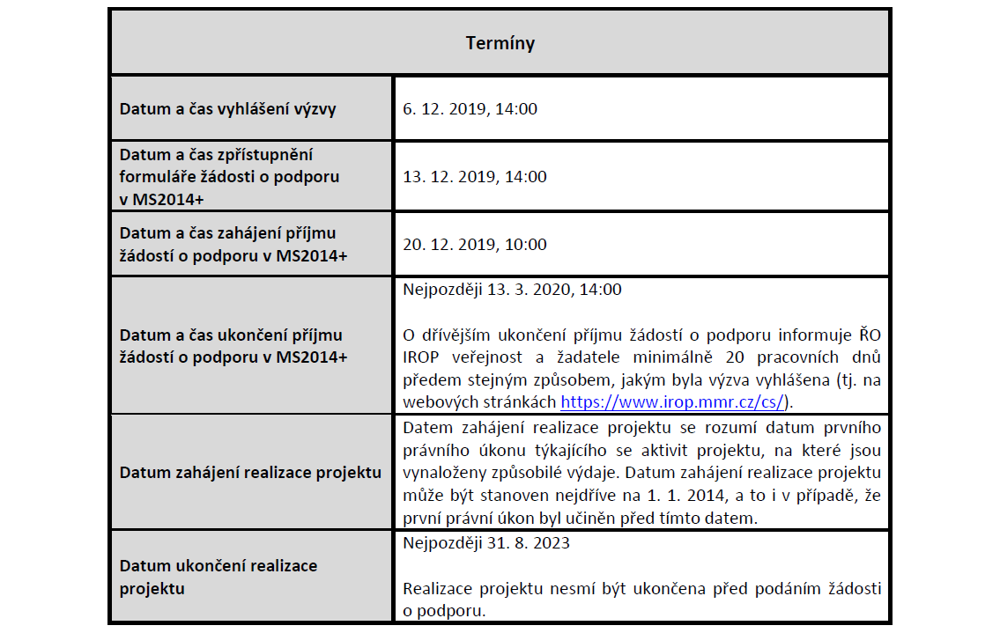 Termíny
Datum a čas vyhlášení výzvy
6. 12. 2019, 14:00
Datum a čas zpřístupnění
formuláře žádosti o podporu
v MS2014+
13. 12. 2019, 14:00
Datum a čas zahájení příjmu
žádostí o podporu v MS2014+
20. 12. 2019, 10:00
Datum a čas ukončení příjmu
žádostí o podporu v MS2014+
Nejpozději 13. 3. 2020, 14:00
O dřívějším ukončení příjmu žádostí o podporu informuje ŘO
IROP veřejnost a žadatele minimálně 20 pracovních dnů
předem stejným způsobem, jakým byla výzva vyhlášena (tj. na
webových stránkách https://www.irop.mmr.cz/cs/).
Datum zahájení realizace projektu
Datem zahájení realizace projektu se rozumí datum prvního
právního úkonu týkajícího se aktivit projektu, na které jsou
vynaloženy způsobilé výdaje. Datum zahájení realizace projektu
může být stanoven nejdříve na 1. 1. 2014, a to i v případě, že
první právní úkon byl učiněn před tímto datem.
Datum ukončení realizace
projektu
Nejpozději 31. 8. 2023
Realizace projektu nesmí být ukončena před podáním žádosti
o podporu.